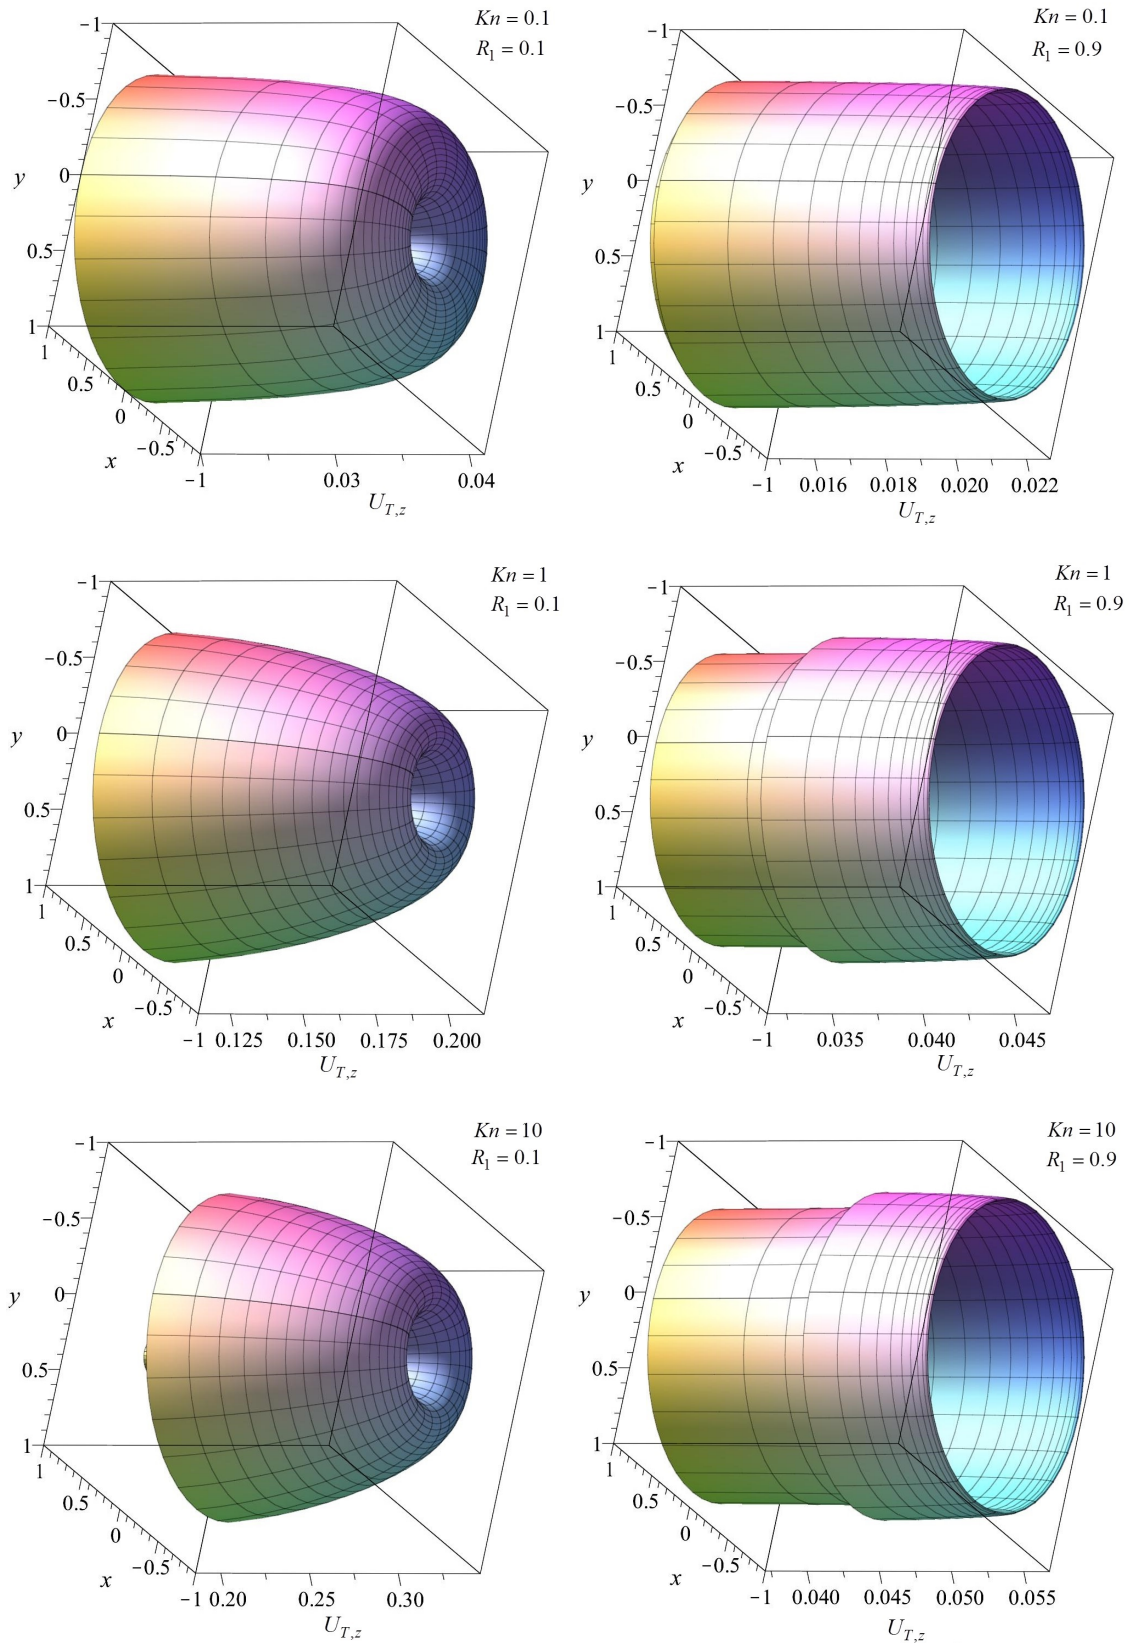 Kn = 0.1
R₁ = 0.1
−1
−0.5
y
0
0.5
1
1
0.5
0
−0.5
x
−1
0.03
0.04
U_{T,z}
Kn = 0.1
R₁ = 0.9
−1
−0.5
y
0
0.5
1
1
0.5
0
−0.5
x
−1 0.016 0.018 0.020 0.022
U_{T,z}
Kn = 1
R₁ = 0.1
−1
−0.5
y
0
0.5
1
1
0.5
0
−0.5
x
−1 0.125 0.150 0.175 0.200
U_{T,z}
Kn = 1
R₁ = 0.9
−1
−0.5
y
0
0.5
1
1
0.5
0
−0.5
x
−1 0.035 0.040 0.045
U_{T,z}
Kn = 10
R₁ = 0.1
−1
−0.5
y
0
0.5
1
1
0.5
0
−0.5
x
−1 0.20 0.25 0.30
U_{T,z}
Kn = 10
R₁ = 0.9
−1
−0.5
y
0
0.5
1
1
0.5
0
−0.5
x
−1 0.040 0.045 0.050 0.055
U_{T,z}